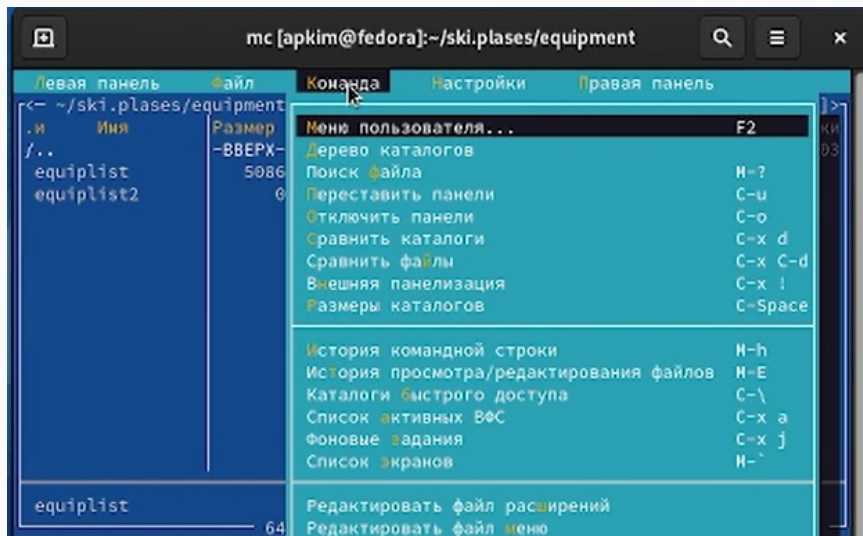 mc [apkim@fedora]:~/ski.plases/equipment
Левая панель Файл Команда Настройки Правая панель
<— ~/ski.plases/equipment
.и Имя Размер
/.. -ВВЕРХ-
equiplist 5086
equiplist2 0
Меню пользователя... F2
Дерево каталогов
Поиск файла M-?
Переставить панели C-u
Отключить панели C-o
Сравнить каталоги C-x d
Сравнить файлы C-x C-d
Внешняя панелизация C-x !
Размеры каталогов C-Space
История командной строки M-h
История просмотра/редактирования файлов M-E
Каталоги быстрого доступа C-\
Список активных ВФС C-x a
Фоновые задания C-x j
Список экранов M-`
Редактировать файл расширений
Редактировать файл меню
equiplist
64